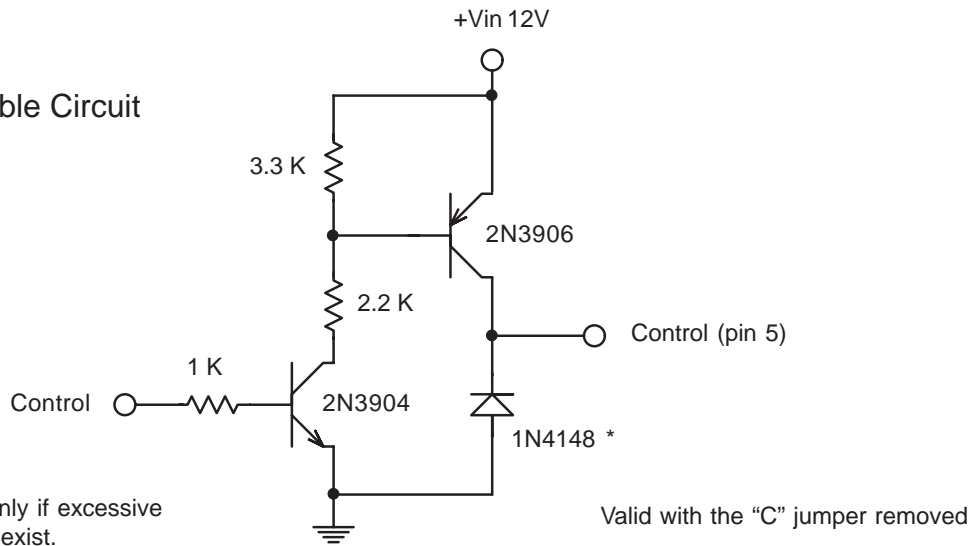 +Vin 12V
ble Circuit
3.3 K
2N3906
2.2 K
Control (pin 5)
1 K
Control
2N3904
1N4148 *
nly if excessive
exist.
Valid with the “C” jumper removed